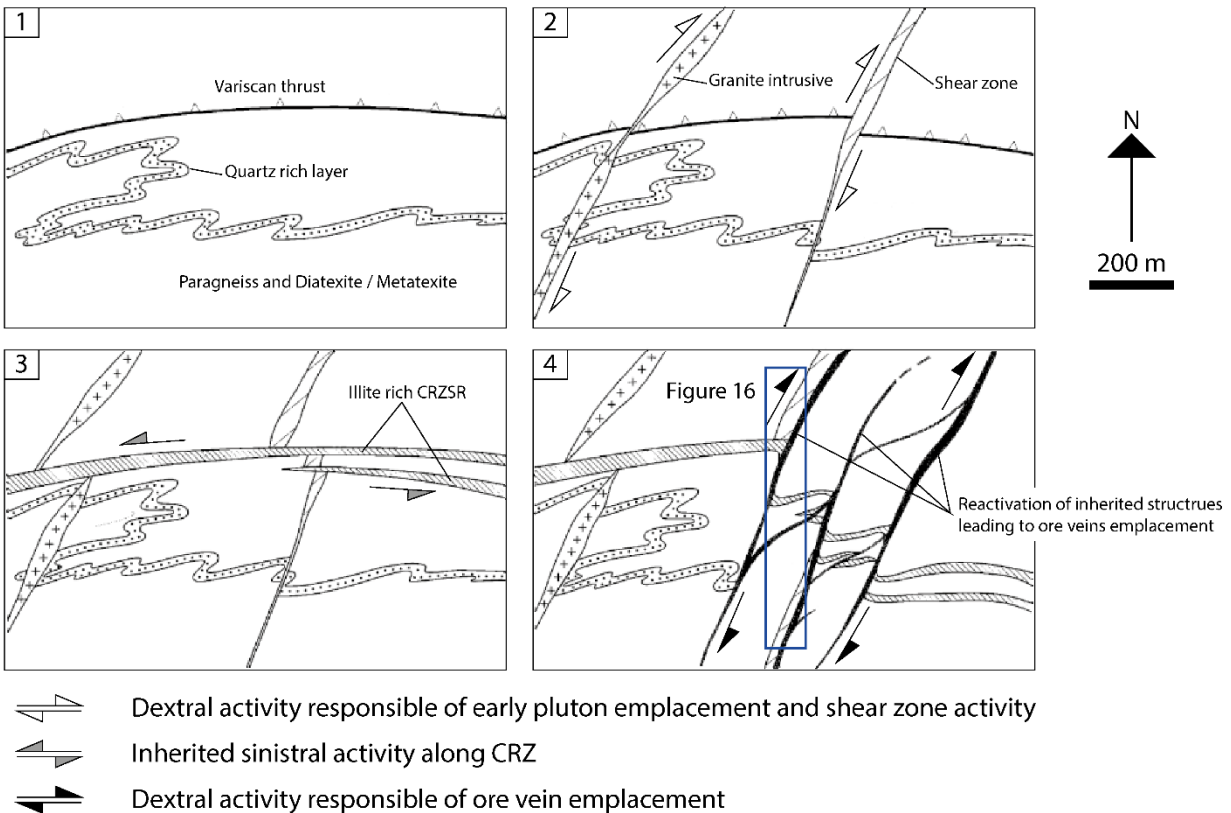 1
Variscan thrust
Quartz rich layer
Paragneiss and Diatexite / Metatexite
2
Granite intrusive
Shear zone
N
200 m
3
Illite rich CRZSR
4
Figure 16
Reactivation of inherited structrues
leading to ore veins emplacement
Dextral activity responsible of early pluton emplacement and shear zone activity
Inherited sinistral activity along CRZ
Dextral activity responsible of ore vein emplacement